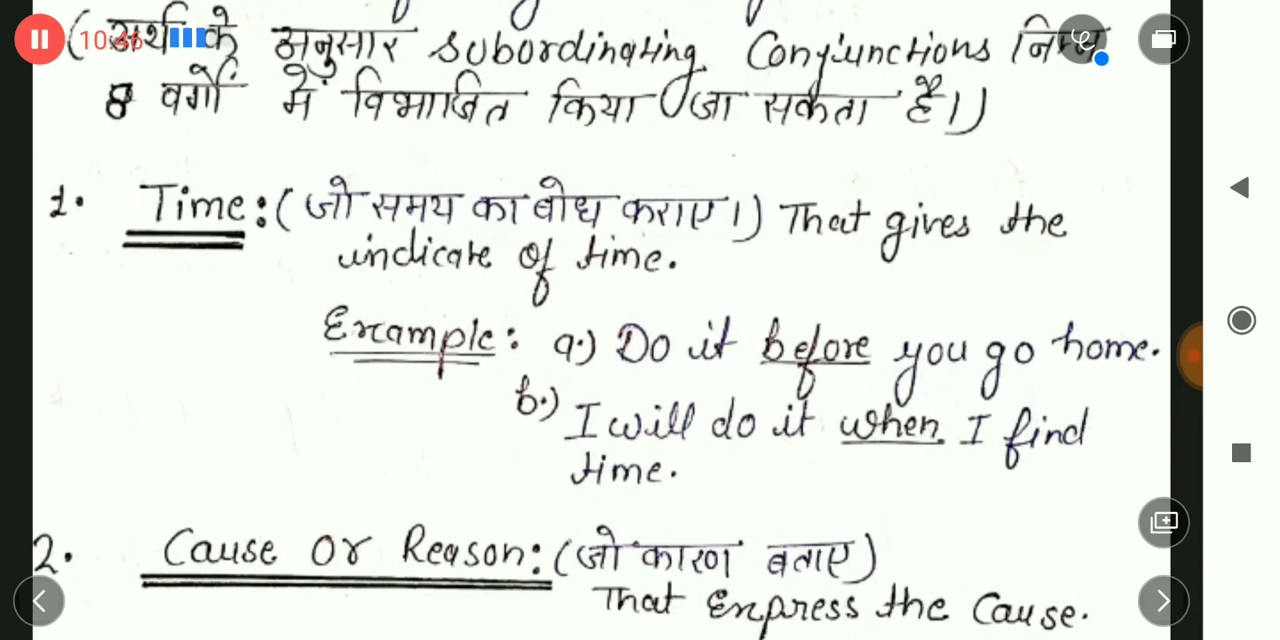 10:46
(अर्थ के अनुसार Subordinating Conjunctions निम्न
8 वर्गों में विभाजित किया जा सकता है।)
1. Time: (जो समय का बोध कराए।) That gives the
indicate of time.
Example: a.) Do it before you go home.
b.) I will do it when I find
time.
2. Cause Or Reason: (जो कारण बताए)
That Express the Cause.